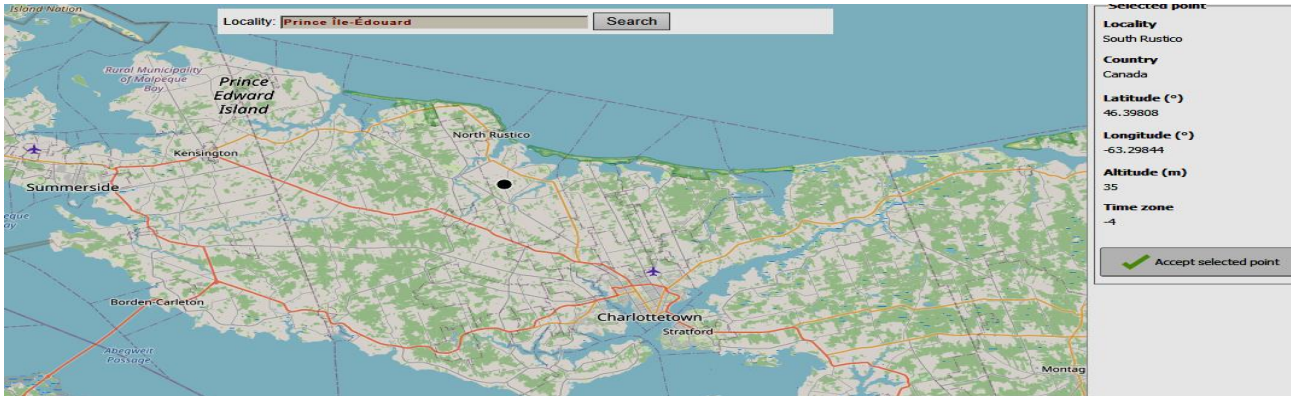 Island Nation
Locality: Prince Île-Édouard Search
Rural Municipality
of Malpeque
Bay
Prince
Edward
Island
North Rustico
Kensington
Summerside
Borden-Carleton
Abegweit
Passage
Charlottetown
Stratford
Montag
eque
ay
Selected point
Locality
South Rustico
Country
Canada
Latitude (°)
46.39808
Longitude (°)
-63.29844
Altitude (m)
35
Time zone
-4
Accept selected point